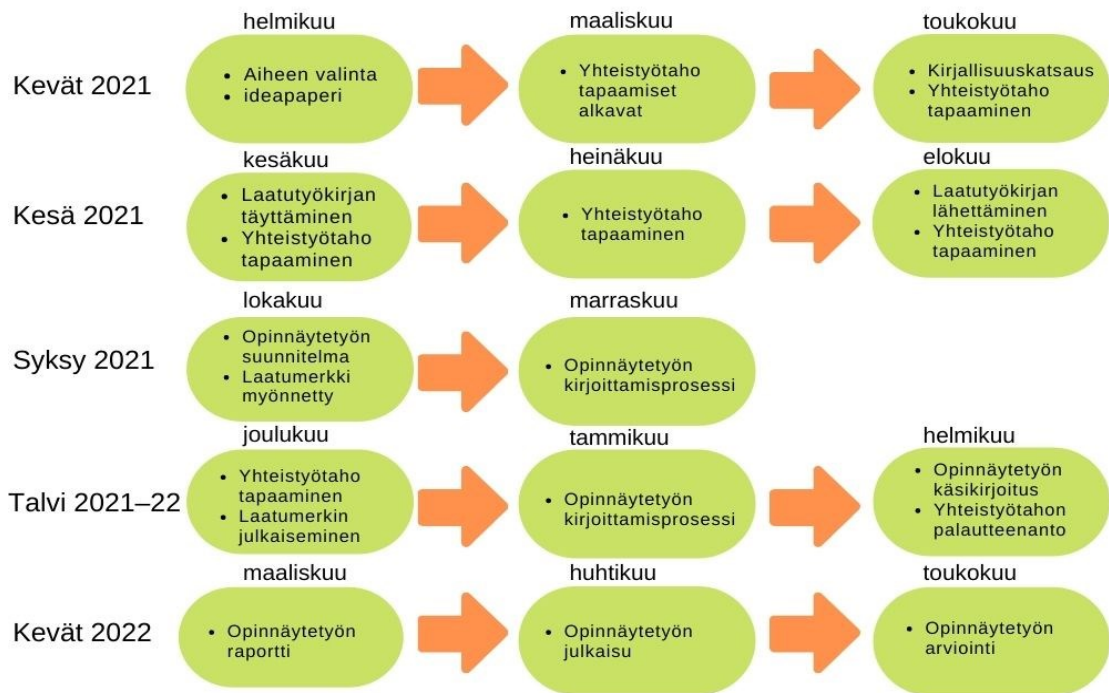 helmikuu
maaliskuu
toukokuu
Kevät 2021
• Aiheen valinta
• ideapaperi
• Yhteistyötaho
tapaamiset
alkavat
• Kirjallisuuskatsaus
• Yhteistyötaho
tapaaminen
kesäkuu
heinäkuu
elokuu
Kesä 2021
• Laatutyökirjan
täyttäminen
• Yhteistyötaho
tapaaminen
• Yhteistyötaho
tapaaminen
• Laatutyökirjan
lähettäminen
• Yhteistyötaho
tapaaminen
lokakuu
marraskuu
Syksy 2021
• Opinnäytetyön
suunnitelma
• Laatumerkki
myönnetty
• Opinnäytetyön
kirjoittamisprosessi
joulukuu
tammikuu
helmikuu
Talvi 2021–22
• Yhteistyötaho
tapaaminen
• Laatumerkin
julkaiseminen
• Opinnäytetyön
kirjoittamisprosessi
• Opinnäytetyön
käsikirjoitus
• Yhteistyötahon
palautteenanto
maaliskuu
huhtikuu
toukokuu
Kevät 2022
• Opinnäytetyön
raportti
• Opinnäytetyön
julkaisu
• Opinnäytetyön
arviointi